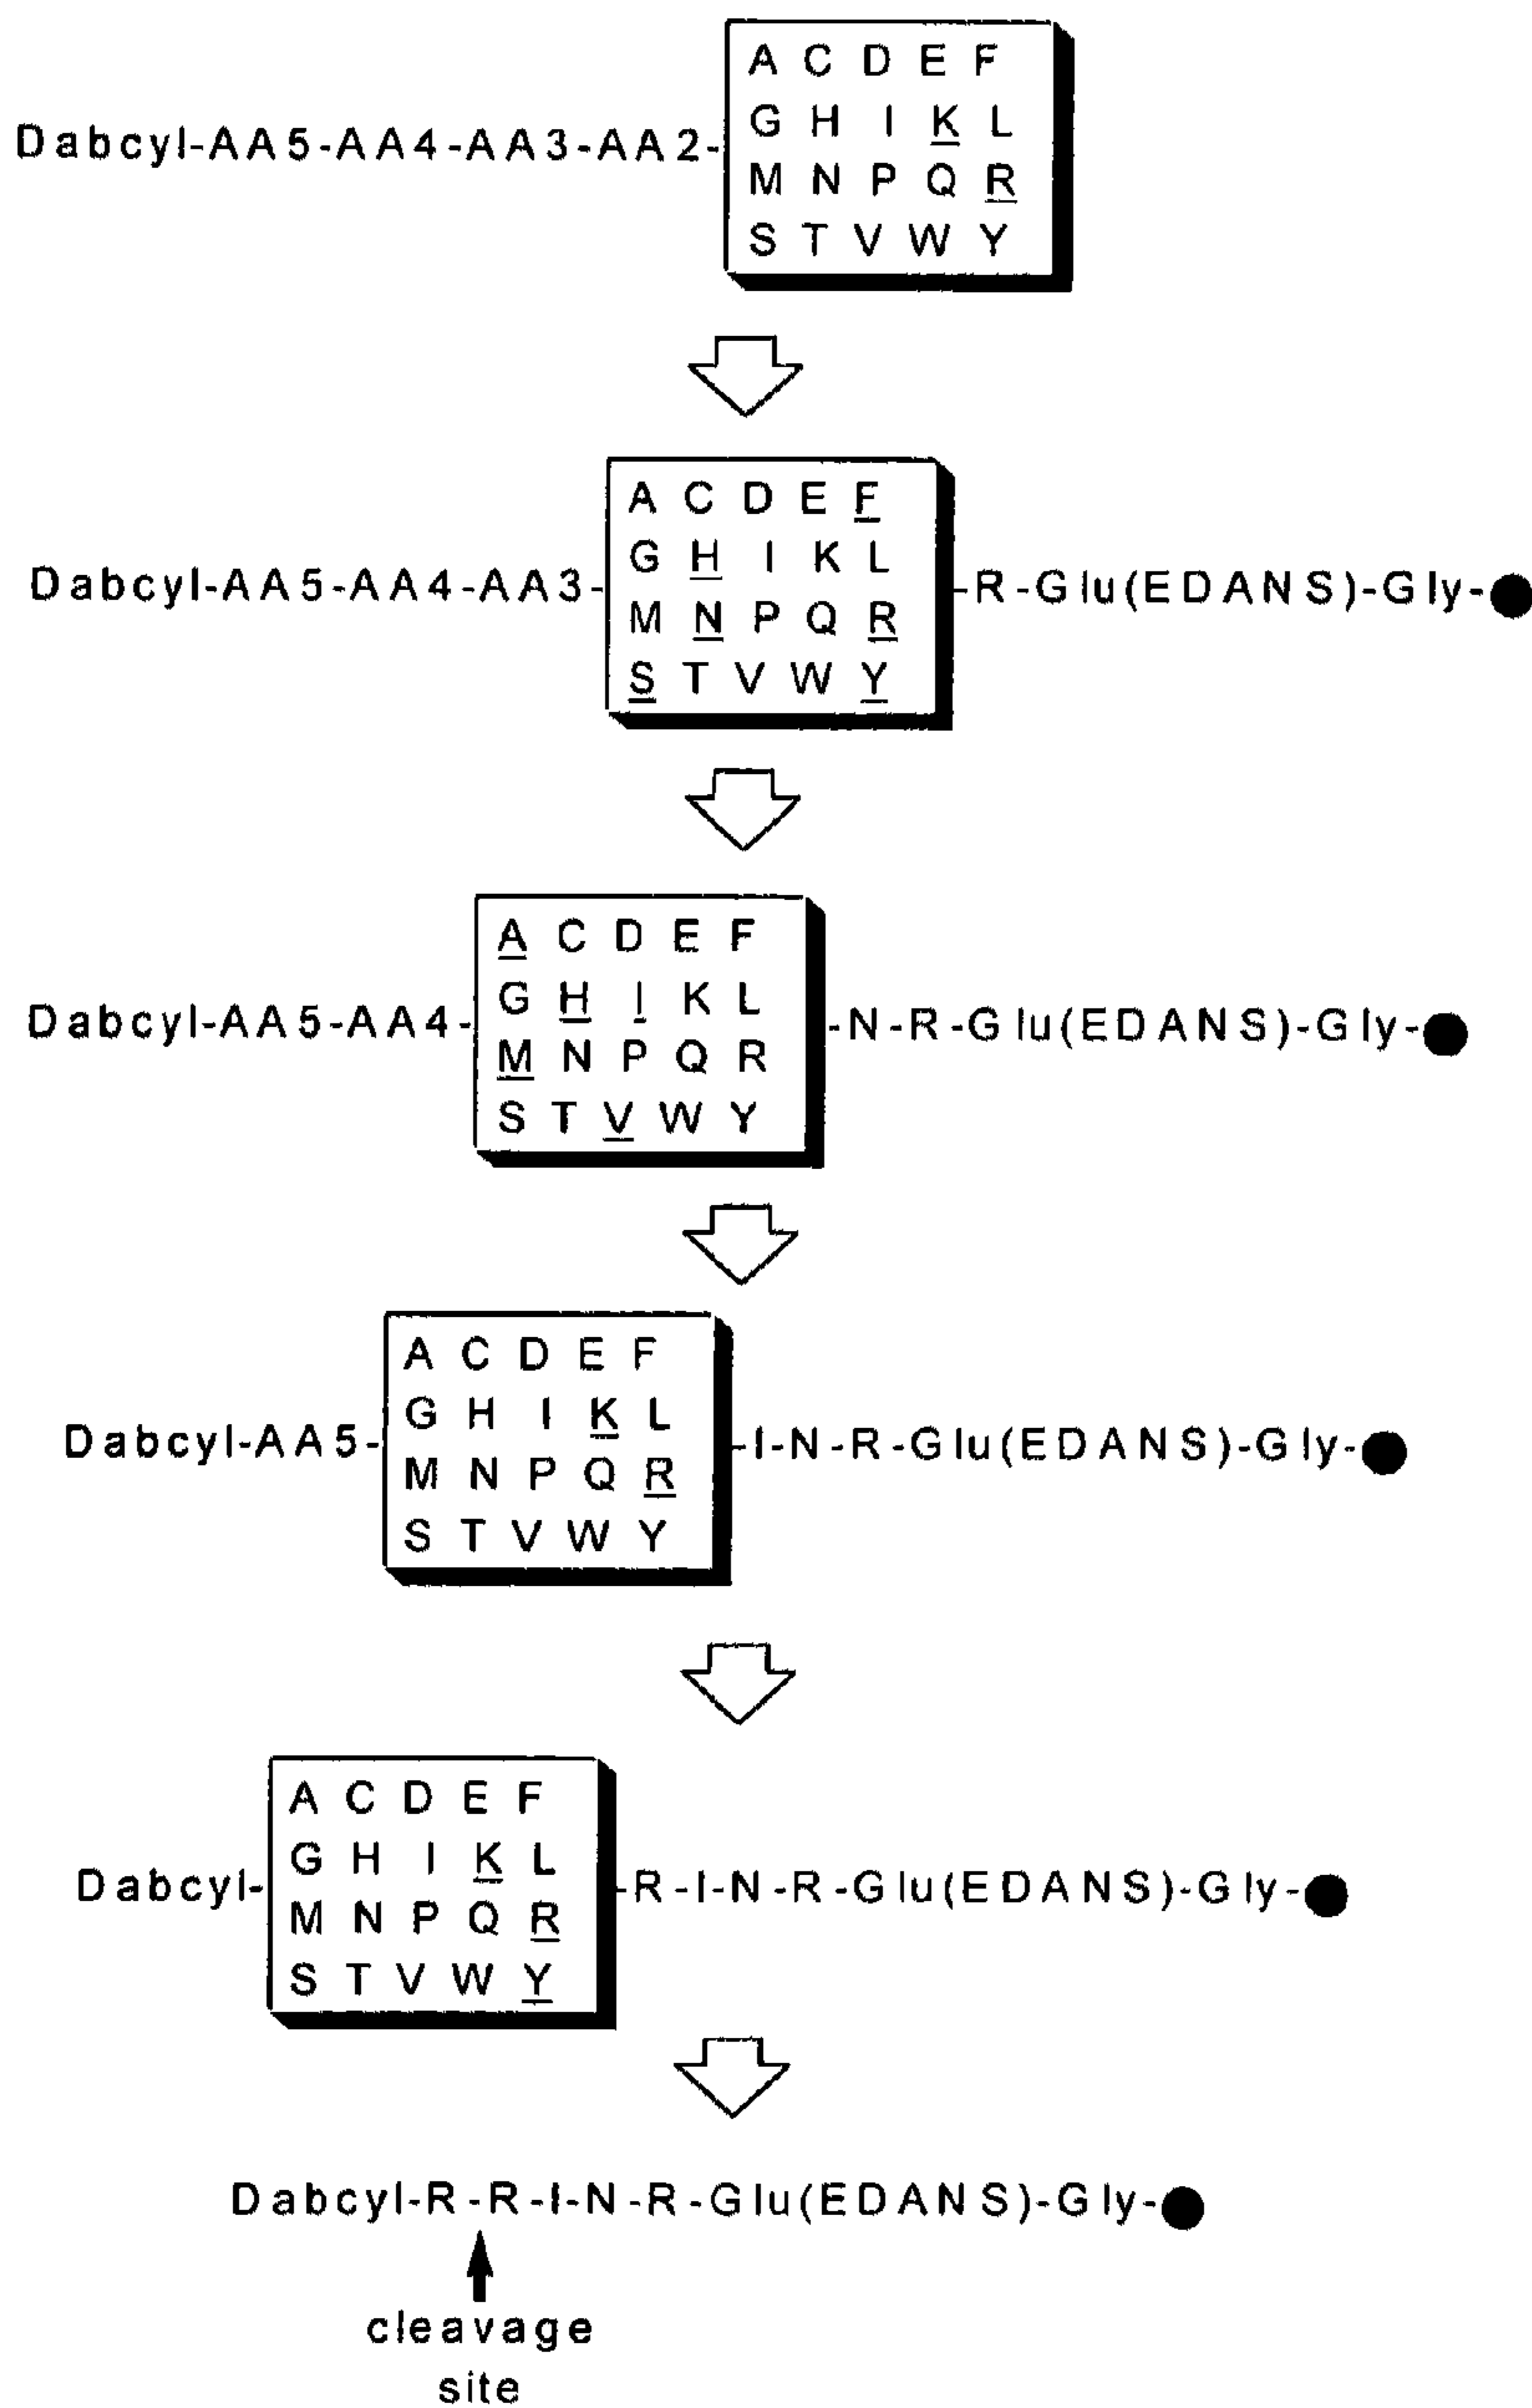 A C D E F
Dabcyl-AA5-AA4-AA3-AA2-
G H I K L
M N P Q R
S T V W Y
A C D E F
G H I K L
Dabcyl-AA5-AA4-AA3- -R-Glu(EDANS)-Gly-
M N P Q R
S T V W Y
A C D E F
G H I K L
Dabcyl-AA5-AA4- -N-R-Glu(EDANS)-Gly-
M N P Q R
S T V W Y
A C D E F
G H I K L
Dabcyl-AA5- -I-N-R-Glu(EDANS)-Gly-
M N P Q R
S T V W Y
A C D E F
G H I K L
Dabcyl- -R-I-N-R-Glu(EDANS)-Gly-
M N P Q R
S T V W Y
Dabcyl-R-R-I-N-R-Glu(EDANS)-Gly-
cleavage
site